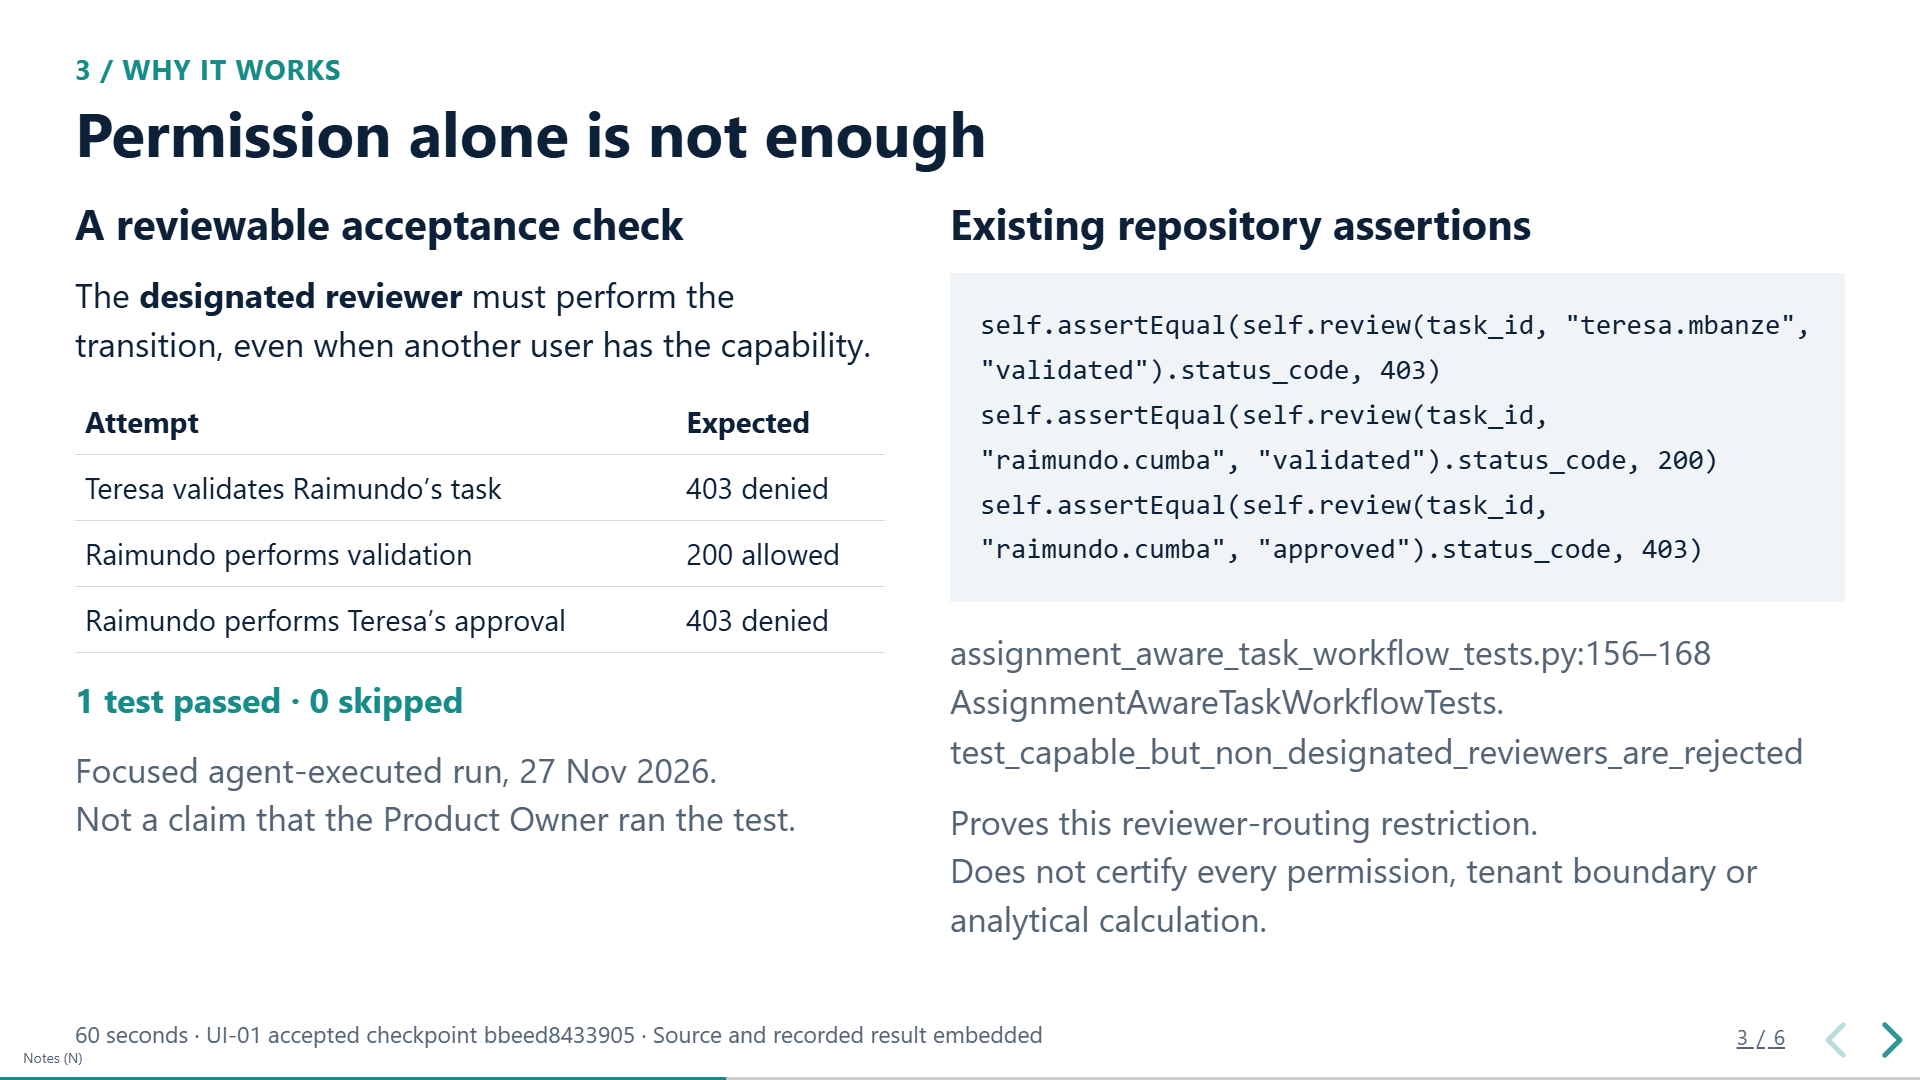 3 / WHY IT WORKS
Permission alone is not enough
A reviewable acceptance check
The designated reviewer must perform the
transition, even when another user has the capability.
Attempt Expected
Teresa validates Raimundo’s task 403 denied
Raimundo performs validation 200 allowed
Raimundo performs Teresa’s approval 403 denied
1 test passed · 0 skipped
Focused agent-executed run, 27 Nov 2026.
Not a claim that the Product Owner ran the test.
Existing repository assertions
self.assertEqual(self.review(task_id, "teresa.mbanze",
"validated").status_code, 403)
self.assertEqual(self.review(task_id,
"raimundo.cumba", "validated").status_code, 200)
self.assertEqual(self.review(task_id,
"raimundo.cumba", "approved").status_code, 403)
assignment_aware_task_workflow_tests.py:156–168
AssignmentAwareTaskWorkflowTests.
test_capable_but_non_designated_reviewers_are_rejected
Proves this reviewer-routing restriction.
Does not certify every permission, tenant boundary or
analytical calculation.
60 seconds · UI-01 accepted checkpoint bbeed8433905 · Source and recorded result embedded
3 / 6
Notes (N)